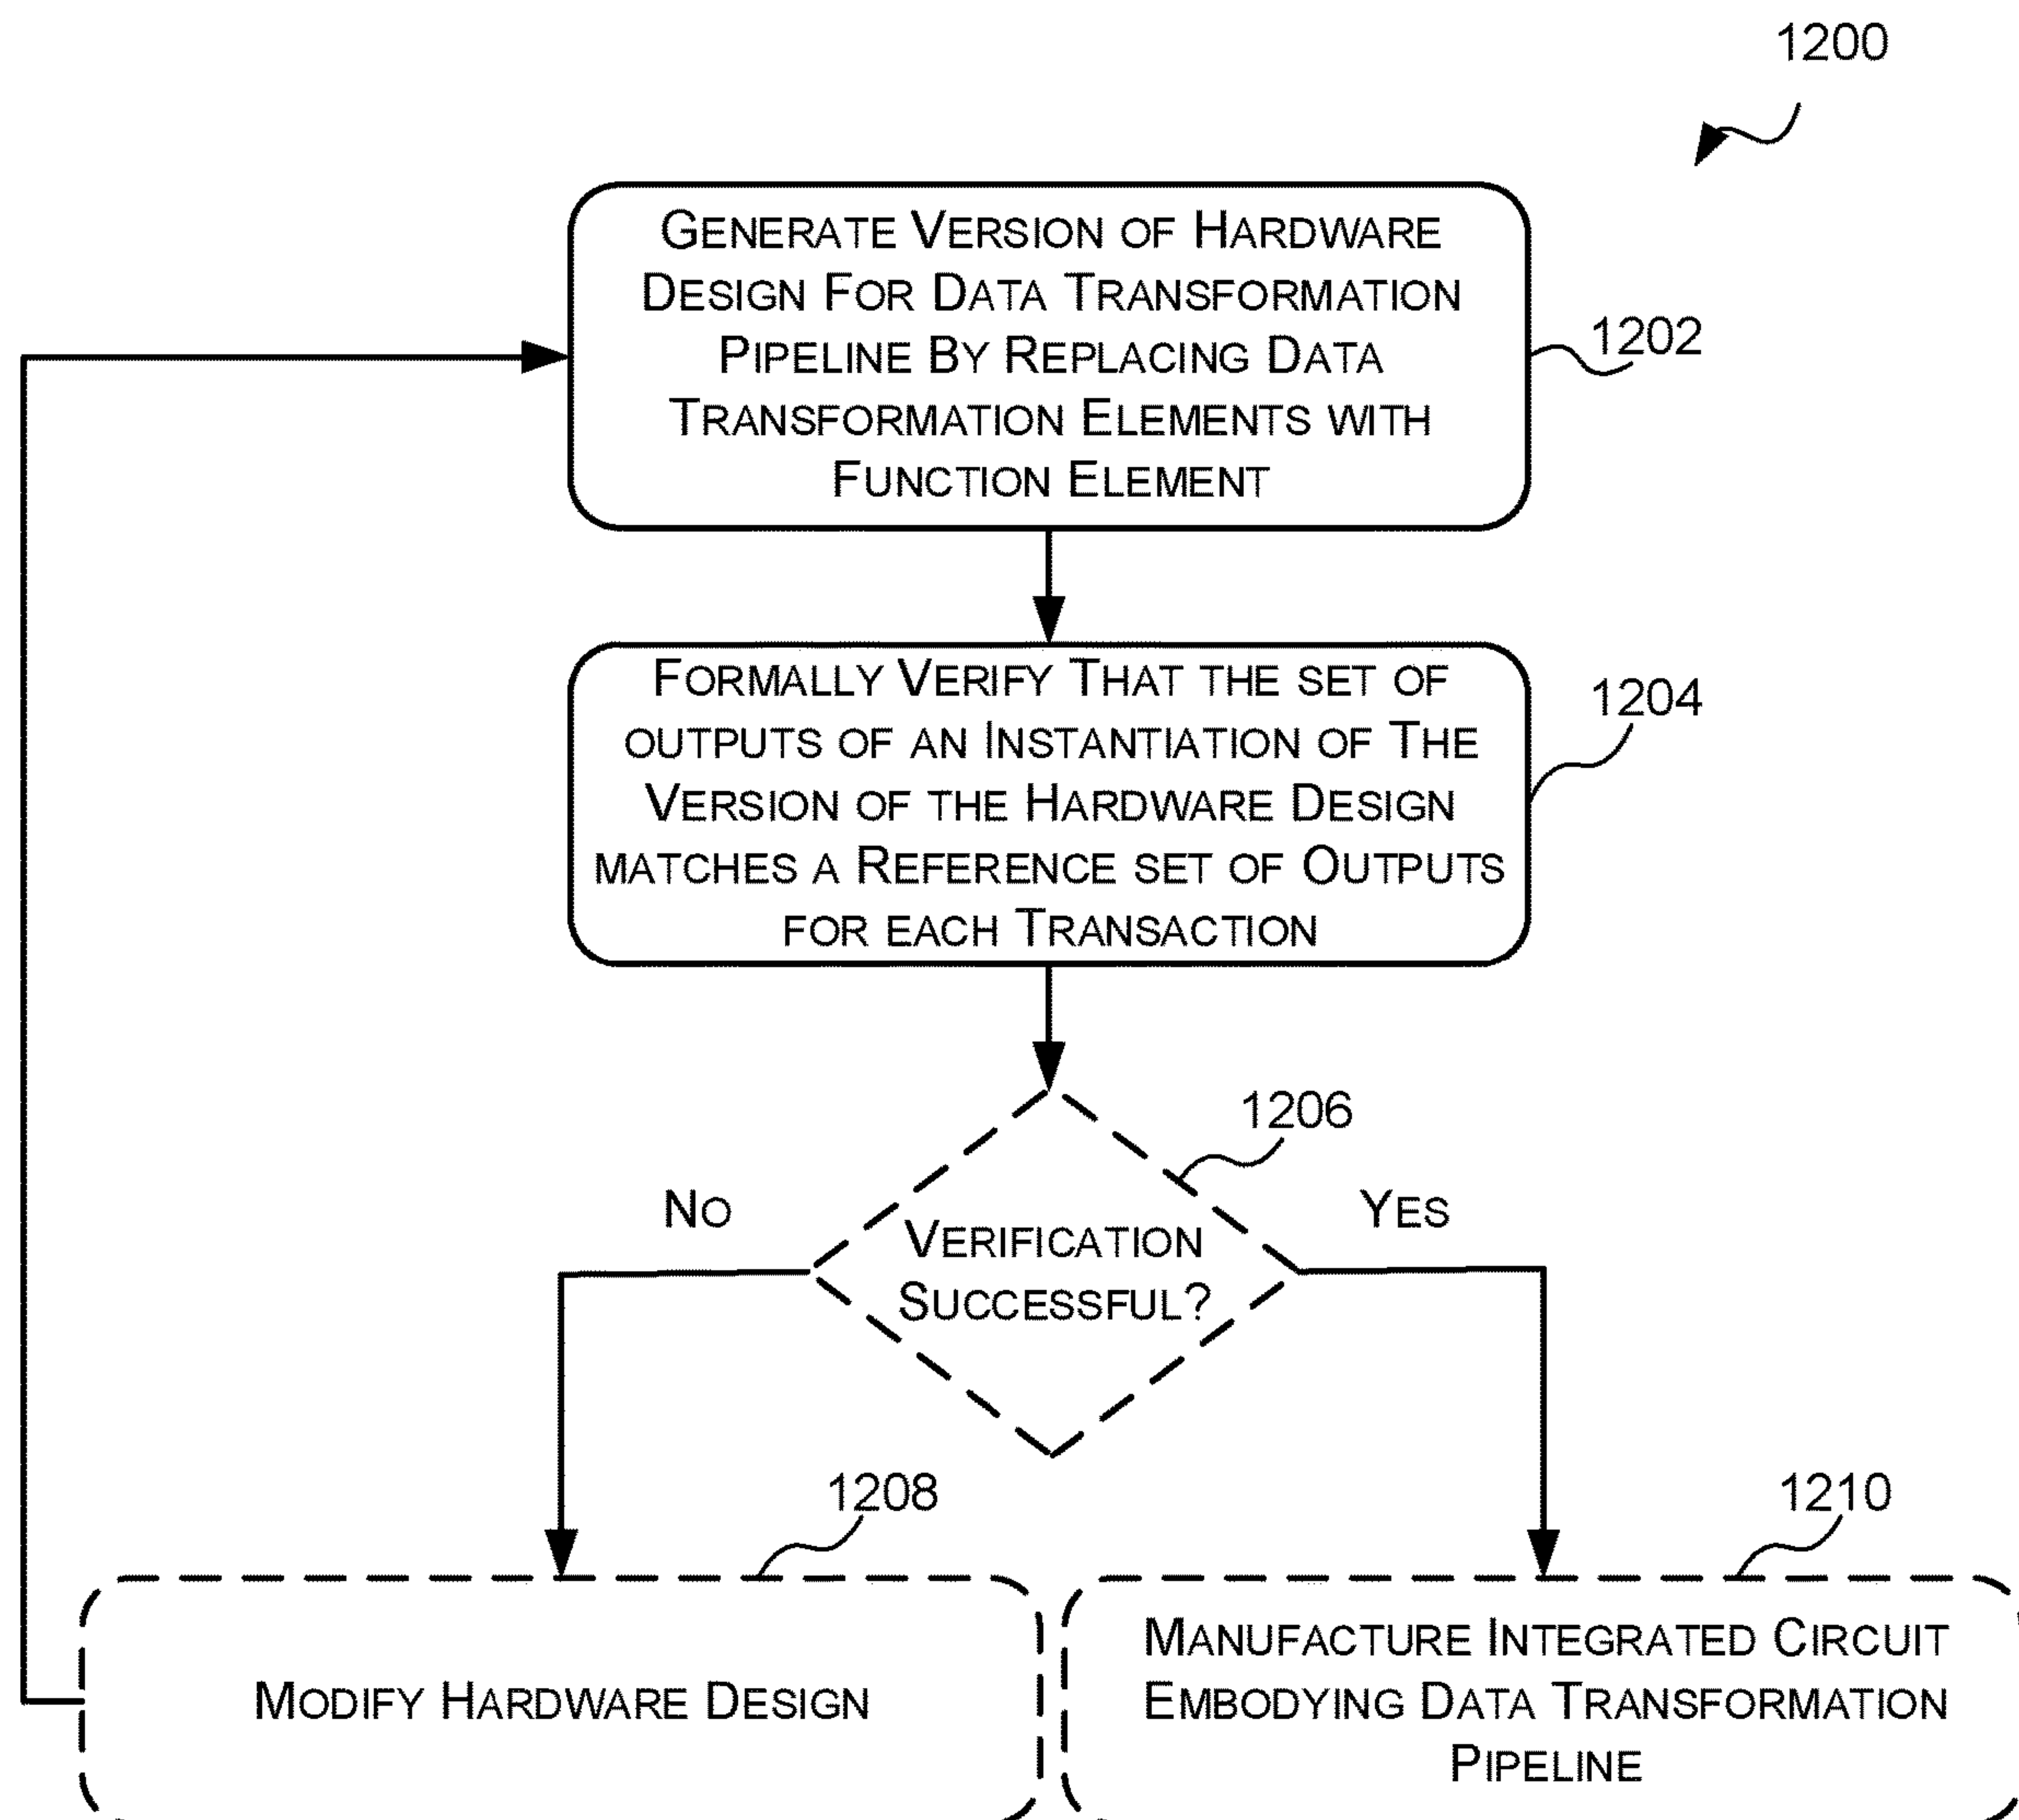 1200
Generate Version of Hardware
Design For Data Transformation
Pipeline By Replacing Data
Transformation Elements with
Function Element
1202
Formally Verify That the set of
outputs of an Instantiation of The
Version of the Hardware Design
matches a Reference set of Outputs
for each Transaction
1204
1206
No
Verification
Successful?
Yes
1208
Modify Hardware Design
1210
Manufacture Integrated Circuit
Embodying Data Transformation
Pipeline